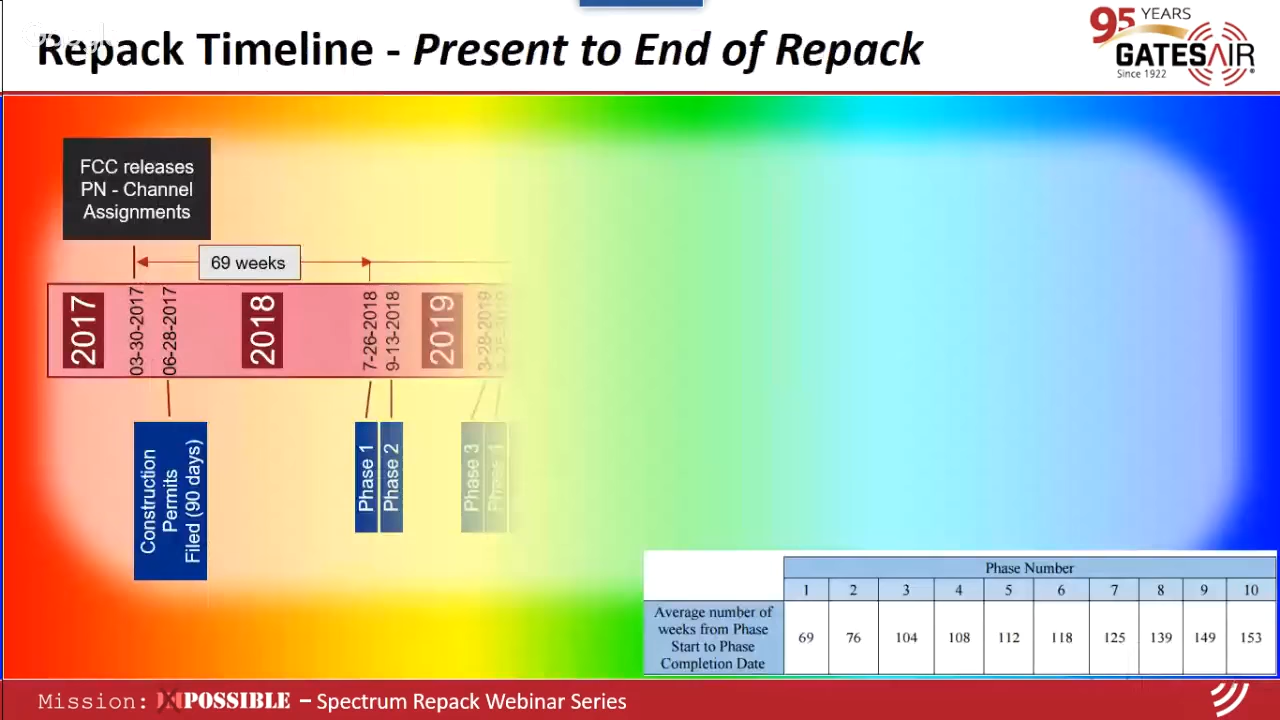 Repack Timeline - Present to End of Repack
95 YEARS
GATESAIR
Since 1922
FCC releases
PN - Channel
Assignments
69 weeks
2017
03-30-2017
06-28-2017
2018
7-26-2018
9-13-2018
2019
3-28-2019
Construction
Permits
Filed (90 days)
Phase 1
Phase 2
Phase 3
Phase Number
1 2 3 4 5 6 7 8 9 10
Average number of
weeks from Phase
Start to Phase
Completion Date
69 76 104 108 112 118 125 139 149 153
Mission: IMPOSSIBLE – Spectrum Repack Webinar Series